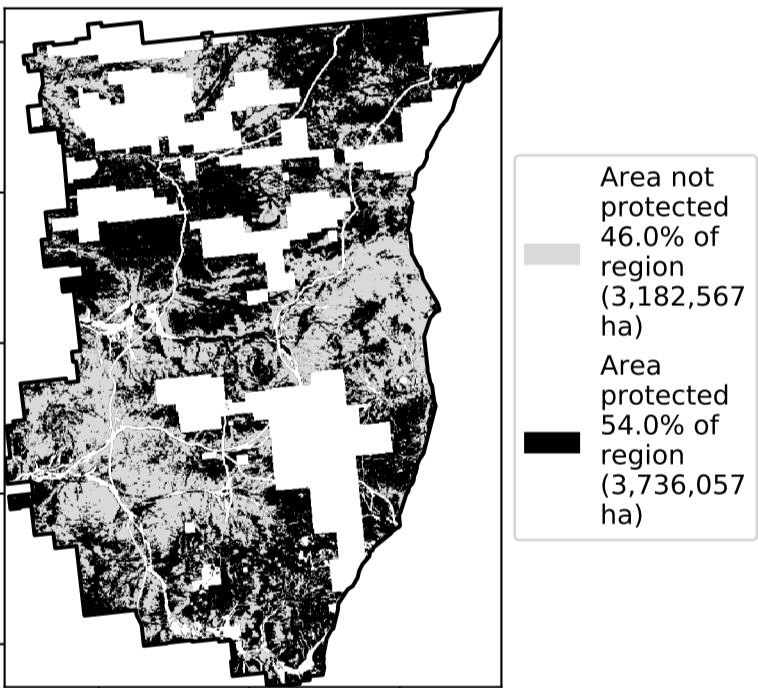 Area not
protected
46.0% of
region
(3,182,567
ha)
Area
protected
54.0% of
region
(3,736,057
ha)